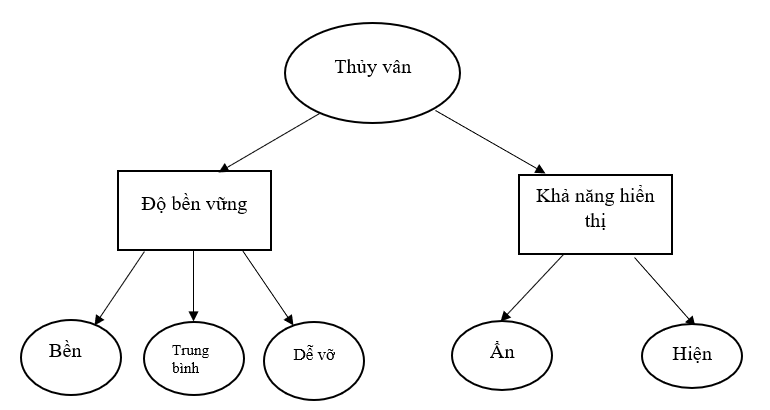 Thủy vân
Độ bền vững
Khả năng hiển
thị
Bền
Trung
bình
Dễ vỡ
Ẩn
Hiện